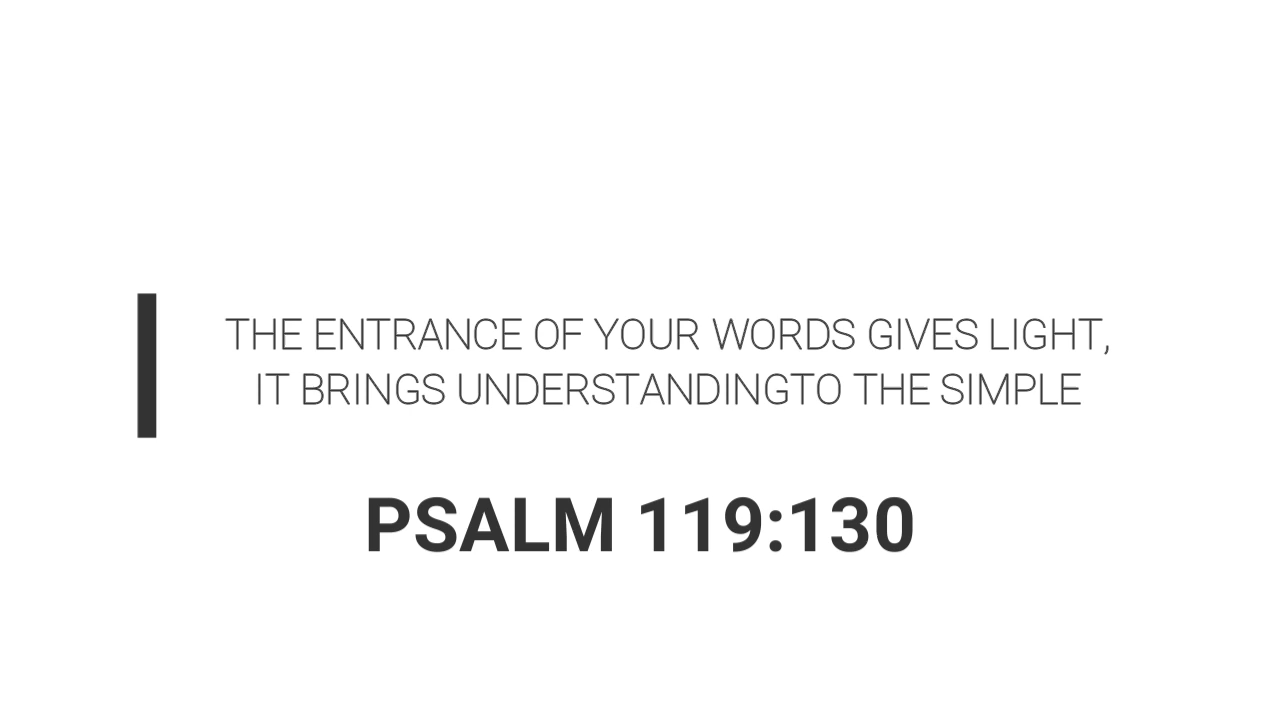 THE ENTRANCE OF YOUR WORDS GIVES LIGHT,
IT BRINGS UNDERSTANDINGTO THE SIMPLE
PSALM 119:130